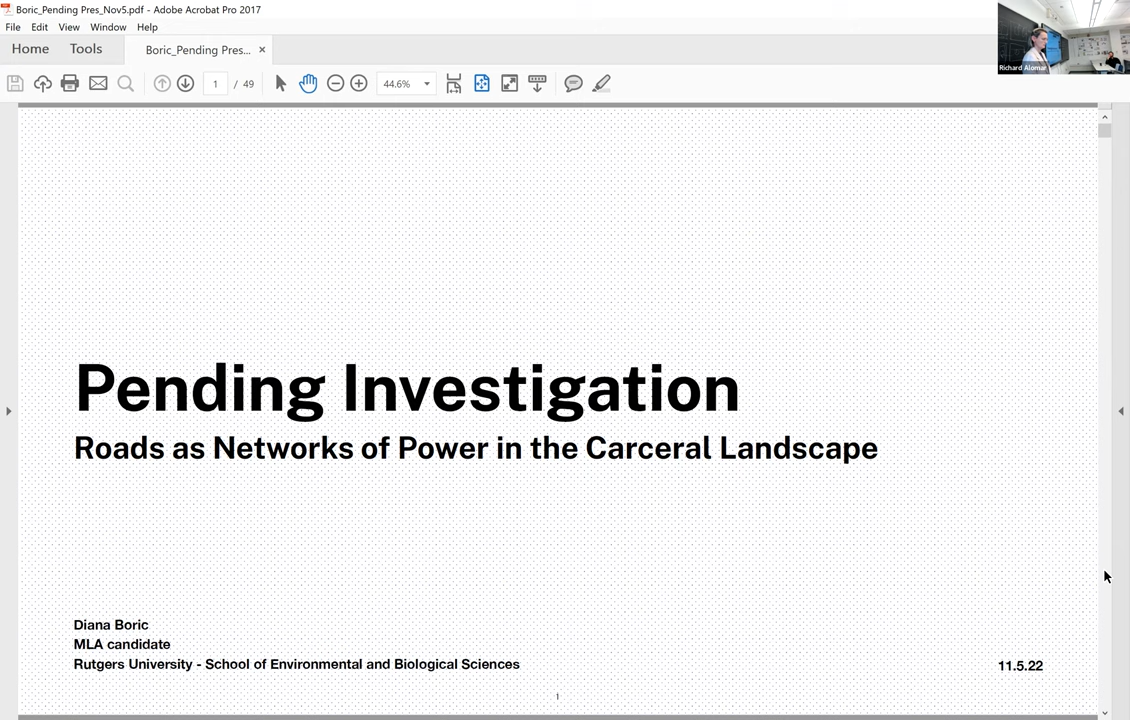 Boric_Pending Pres_Nov5.pdf - Adobe Acrobat Pro 2017
File Edit View Window Help
Home Tools Boric_Pending Pres... ×
1 / 49 44.6%
Richard Alomar
Pending Investigation
Roads as Networks of Power in the Carceral Landscape
Diana Boric
MLA candidate
Rutgers University - School of Environmental and Biological Sciences
11.5.22
1